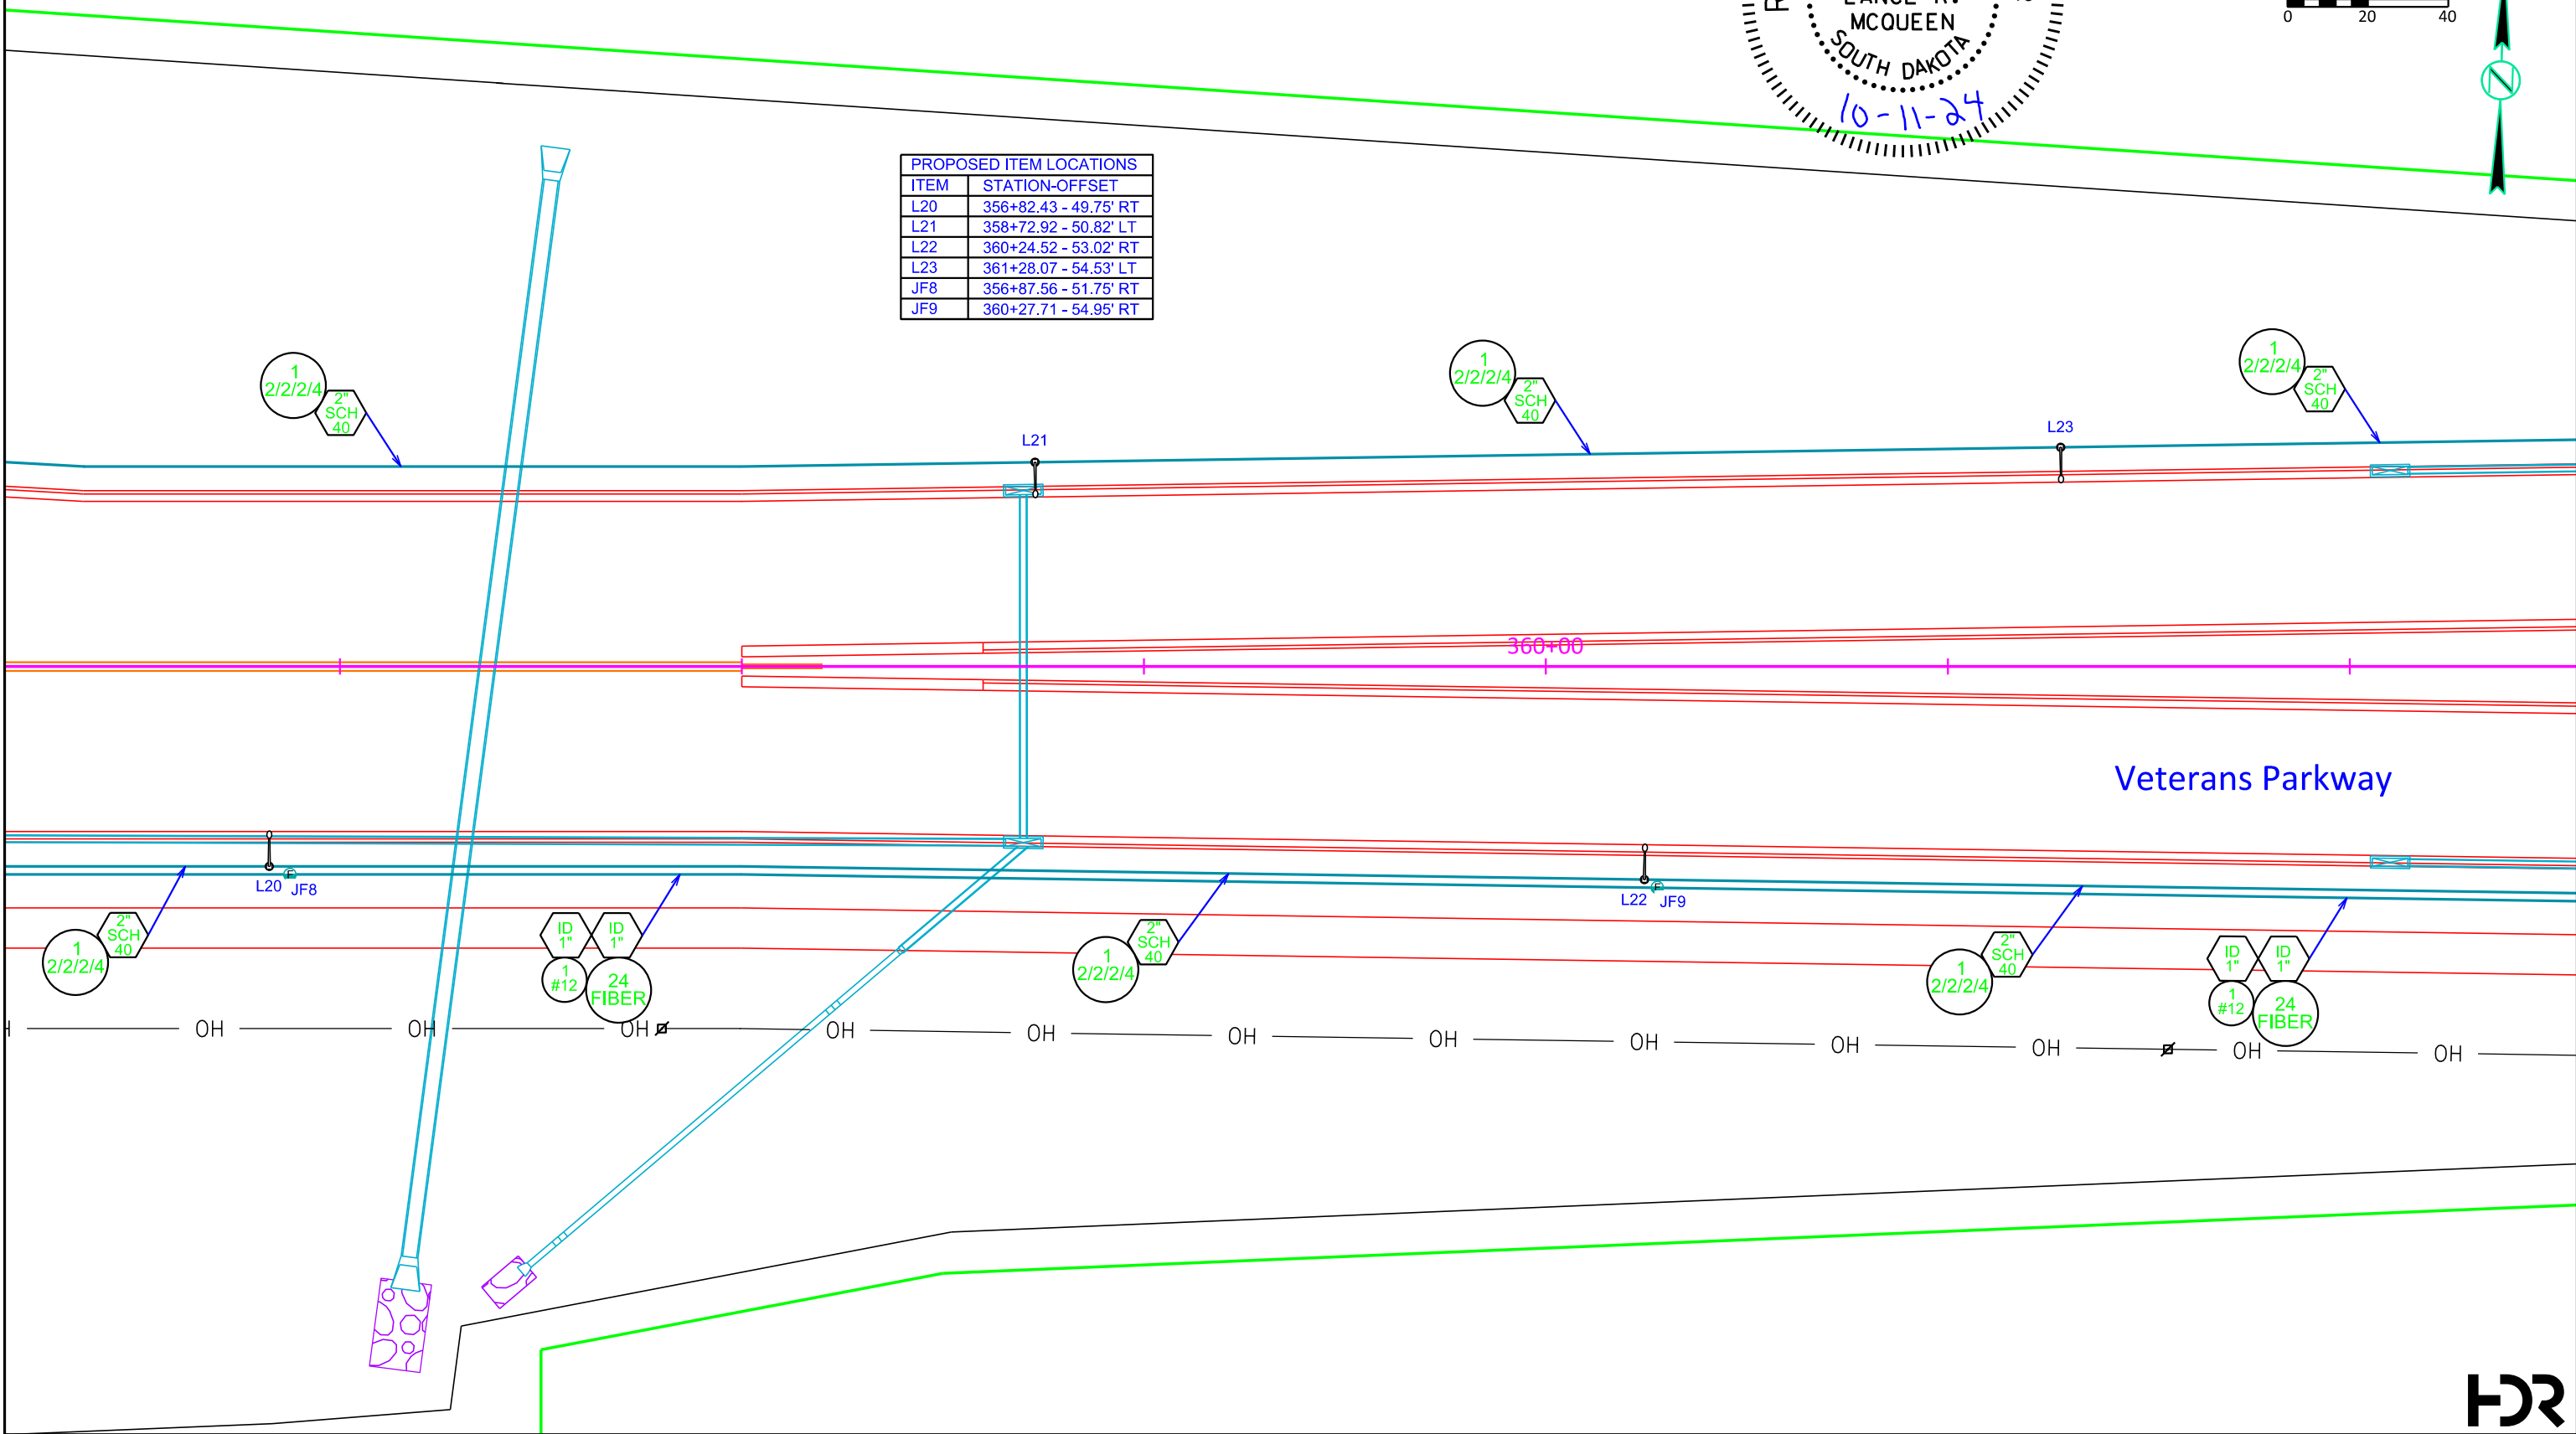 MCQUEEN
SOUTH DAKOTA
10-11-24
0 20 40
N
PROPOSED ITEM LOCATIONS
ITEM STATION-OFFSET
L20 356+82.43 - 49.75' RT
L21 358+72.92 - 50.82' LT
L22 360+24.52 - 53.02' RT
L23 361+28.07 - 54.53' LT
JF8 356+87.56 - 51.75' RT
JF9 360+27.71 - 54.95' RT
1
2/2/2/4
2"
SCH
40
1
2/2/2/4
2"
SCH
40
1
2/2/2/4
2"
SCH
40
L21
L23
360+00
Veterans Parkway
L20 JF8
L22 JF9
1
2/2/2/4
2"
SCH
40
ID
1"
ID
1"
1
#12
24
FIBER
1
2/2/2/4
2"
SCH
40
1
2/2/2/4
2"
SCH
40
ID
1"
ID
1"
1
#12
24
FIBER
OH OH OH OH OH OH OH OH OH OH OH OH
HDR